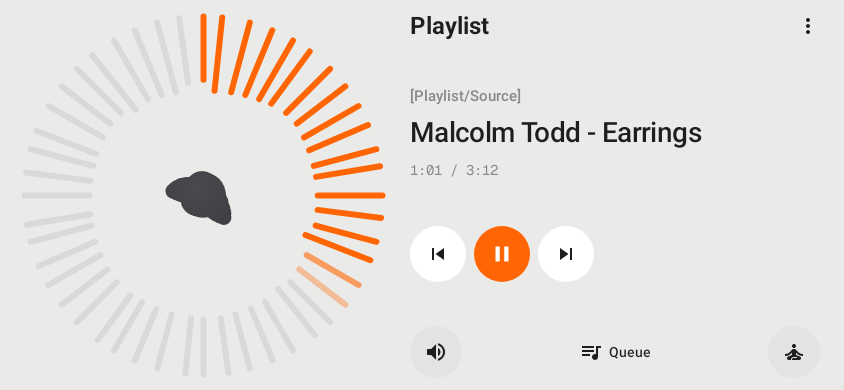 Playlist
[Playlist/Source]
Malcolm Todd - Earrings
1:01 / 3:12
Queue